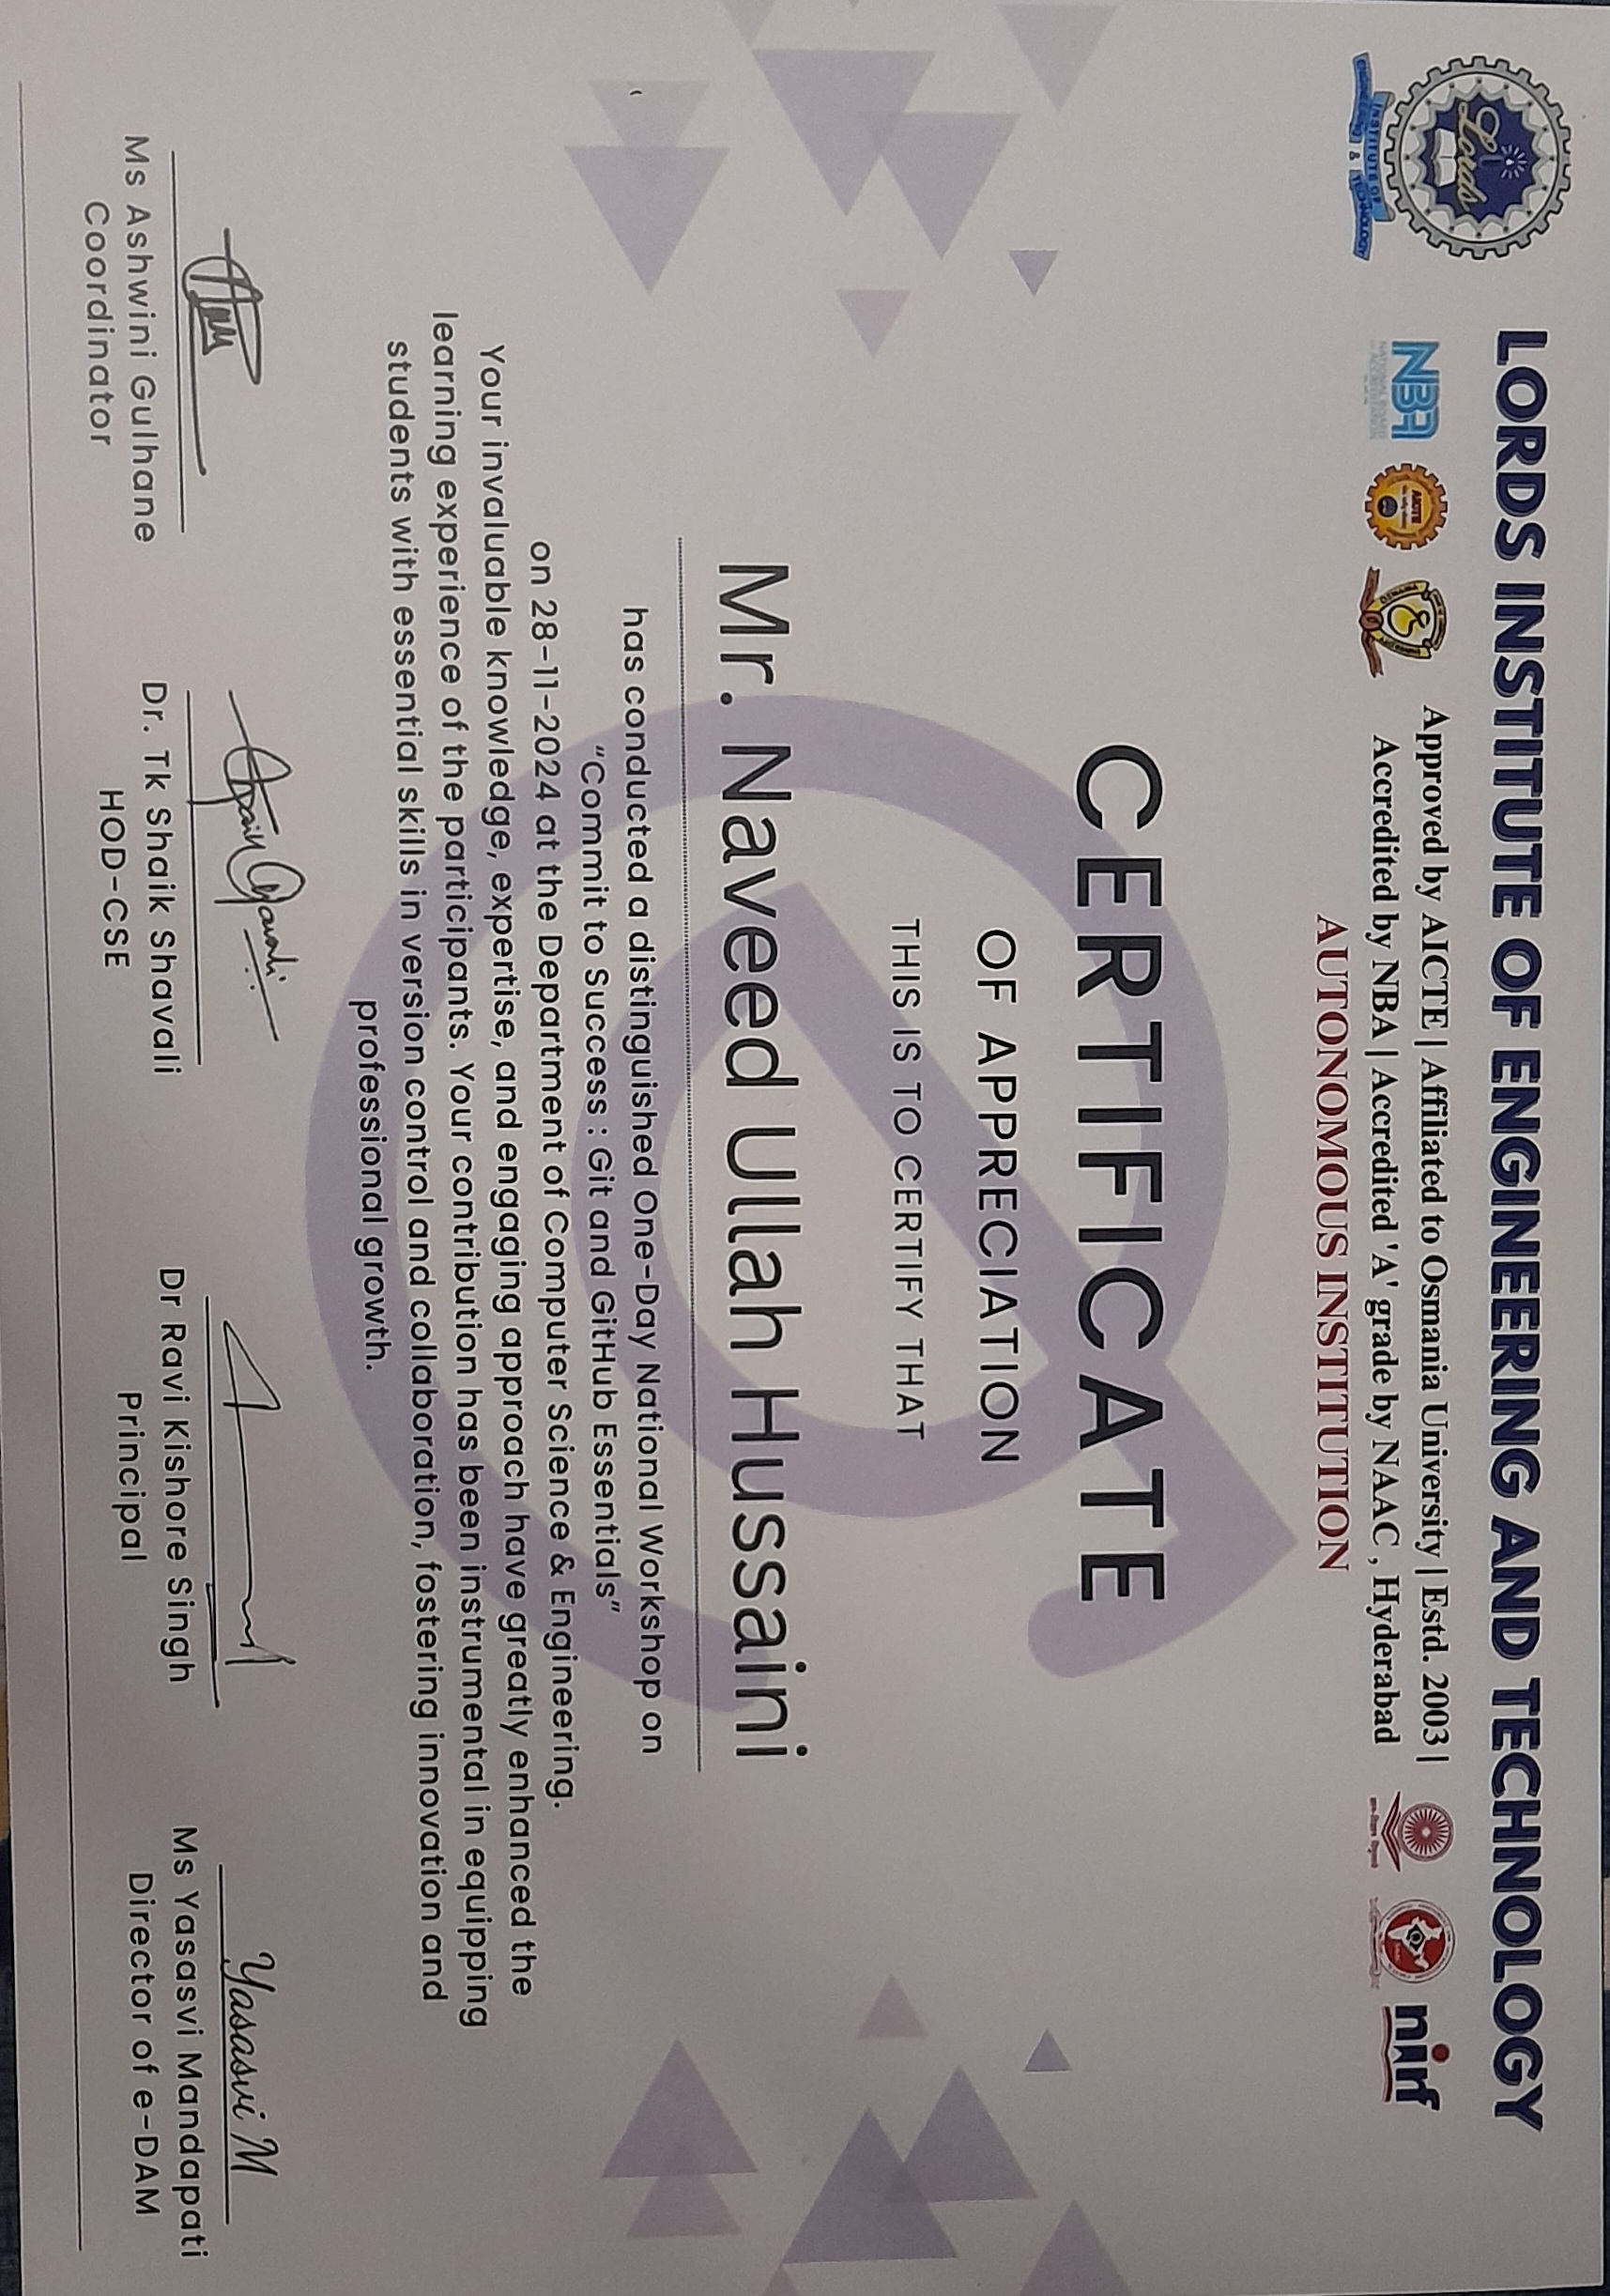 LORDS INSTITUTE OF ENGINEERING AND TECHNOLOGY
Lords
INSTITUTE OF
ENGINEERING & TECHNOLOGY
NBA
NATIONAL BOARD
AICTE
Approved by AICTE | Affiliated to Osmania University | Estd. 2003 |
Accredited by NBA | Accredited 'A' grade by NAAC , Hyderabad
nirf
AUTONOMOUS INSTITUTION
CERTIFICATE
OF APPRECIATION
THIS IS TO CERTIFY THAT
Mr. Naveed Ullah Hussaini
has conducted a distinguished One-Day National Workshop on
“Commit to Success : Git and GitHub Essentials”
on 28-11-2024 at the Department of Computer Science & Engineering.
Your invaluable knowledge, expertise, and engaging approach have greatly enhanced the
learning experience of the participants. Your contribution has been instrumental in equipping
students with essential skills in version control and collaboration, fostering innovation and
professional growth.
Yasasvi M
Ms Ashwini Gulhane
Coordinator
Dr. Tk Shaik Shavali
HOD-CSE
Dr Ravi Kishore Singh
Principal
Ms Yasasvi Mandapati
Director of e-DAM